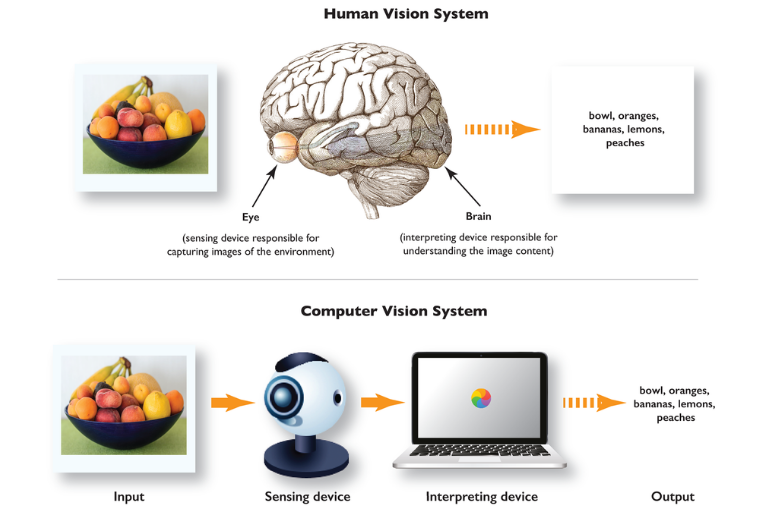 Human Vision System
bowl, oranges,
bananas, lemons,
peaches
Eye
(sensing device responsible for
capturing images of the environment)
Brain
(interpreting device responsible for
understanding the image content)
Computer Vision System
bowl, oranges,
bananas, lemons,
peaches
Input
Sensing device
Interpreting device
Output